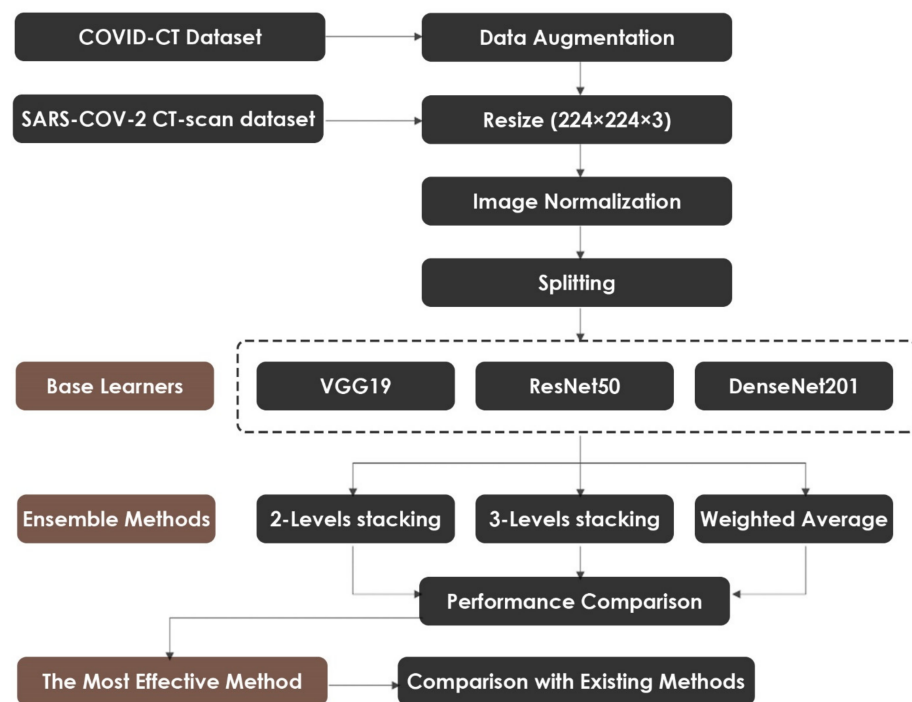 COVID-CT Dataset
Data Augmentation
SARS-COV-2 CT-scan dataset
Resize (224×224×3)
Image Normalization
Splitting
Base Learners
VGG19
ResNet50
DenseNet201
Ensemble Methods
2-Levels stacking
3-Levels stacking
Weighted Average
Performance Comparison
The Most Effective Method
Comparison with Existing Methods